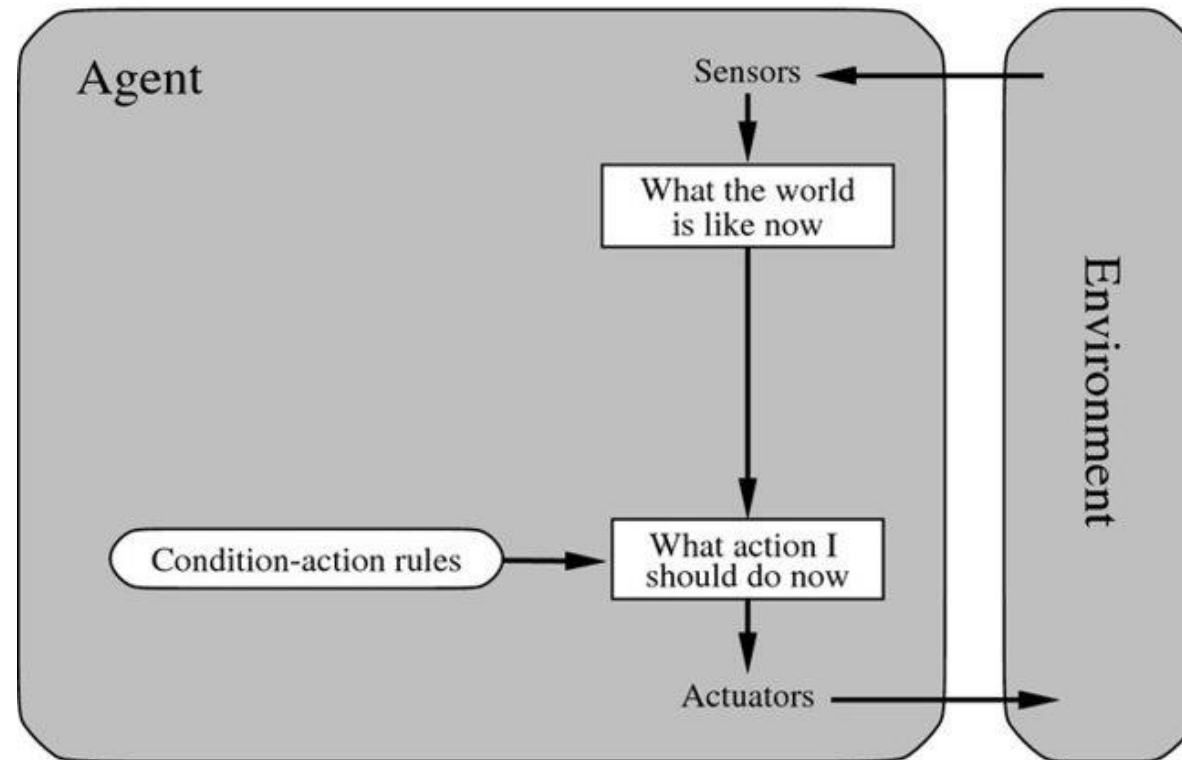 Agent
Sensors
What the world
is like now
Environment
Condition-action rules
What action I
should do now
Actuators